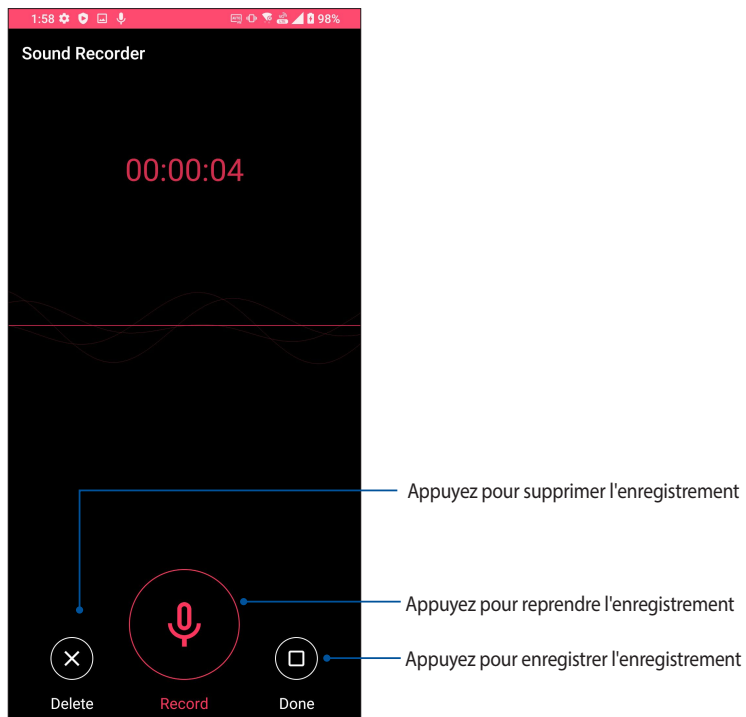 1:58 98%
Sound Recorder
00:00:04
Appuyez pour supprimer l'enregistrement
Appuyez pour reprendre l'enregistrement
Appuyez pour enregistrer l'enregistrement
Delete Record Done